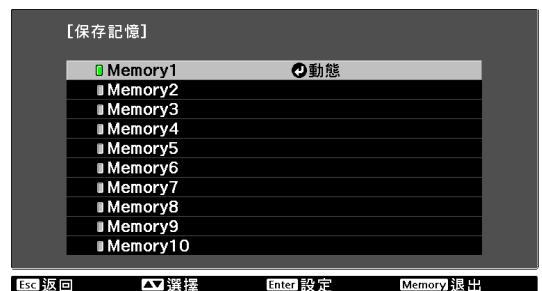 [保存記憶]
Memory1 動態
Memory2
Memory3
Memory4
Memory5
Memory6
Memory7
Memory8
Memory9
Memory10
Esc 返回 選擇 Enter 設定 Memory 退出